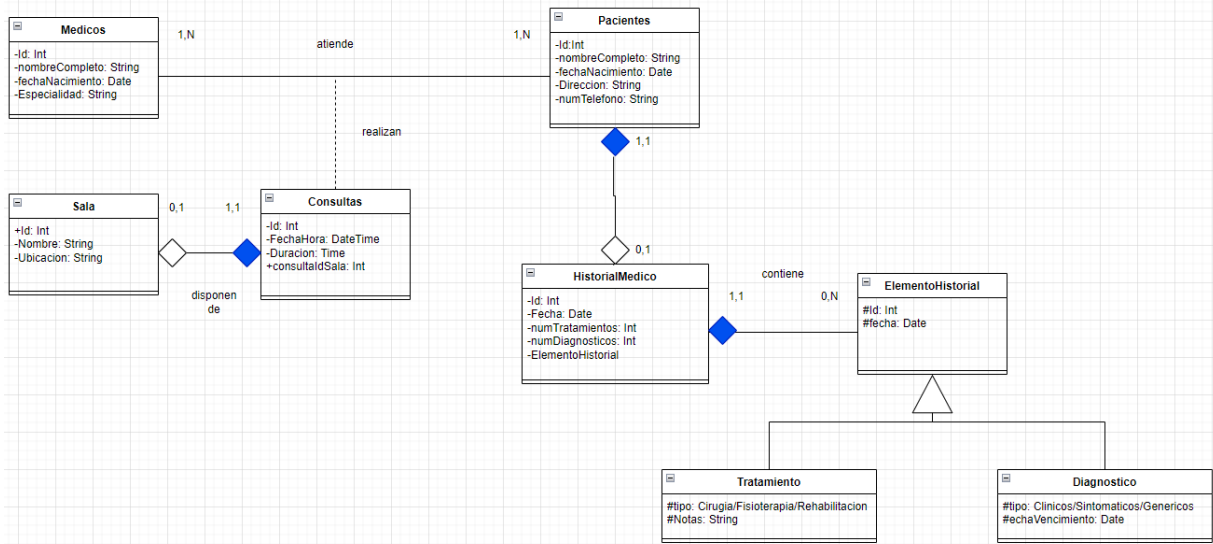 Medicos
-Id: Int
-nombreCompleto: String
-fechaNacimiento: Date
-Especialidad: String
1,N
atiende
1,N
Pacientes
-Id:Int
-nombreCompleto: String
-fechaNacimiento: Date
-Direccion: String
-numTelefono: String
realizan
1,1
Sala
+Id: Int
-Nombre: String
-Ubicacion: String
0,1
1,1
disponen
de
Consultas
-Id: Int
-FechaHora: DateTime
-Duracion: Time
+consultaIdSala: Int
0,1
HistorialMedico
-Id: Int
-Fecha: Date
-numTratamientos: Int
-numDiagnosticos: Int
-ElementoHistorial
contiene
1,1
0,N
ElementoHistorial
#Id: Int
#fecha: Date
Tratamiento
#tipo: Cirugia/Fisioterapia/Rehabilitacion
#Notas: String
Diagnostico
#tipo: Clinicos/Sintomaticos/Genericos
#echaVencimiento: Date